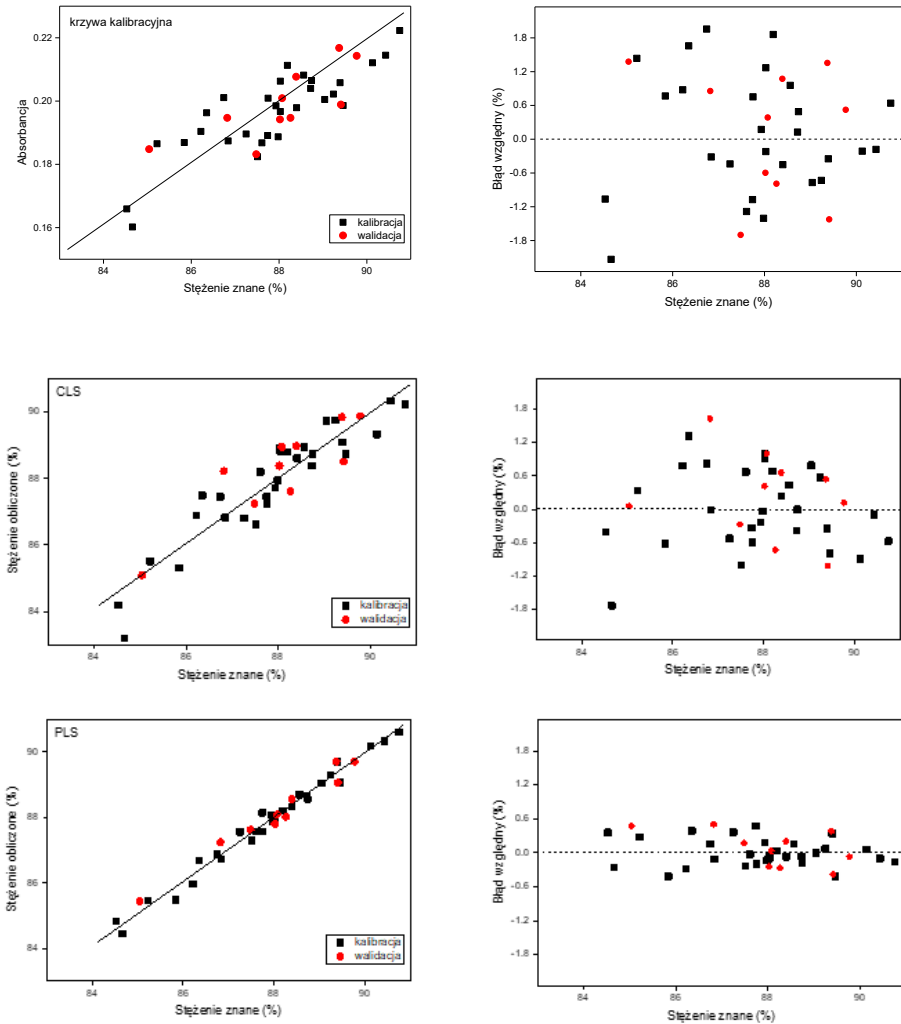 krzywa kalibracyjna
Absorbancja
0.22
0.20
0.18
0.16
84
86
88
90
Stężenie znane (%)
kalibracja
walidacja
Błąd względny (%)
1.8
1.2
0.6
0.0
-0.6
-1.2
-1.8
84
86
88
90
Stężenie znane (%)
CLS
Stężenie obliczone (%)
90
88
86
84
84
86
88
90
Stężenie znane (%)
kalibracja
walidacja
Błąd względny (%)
1.8
1.2
0.6
0.0
-0.6
-1.2
-1.8
84
86
88
90
Stężenie znane (%)
PLS
Stężenie obliczone (%)
90
88
86
84
84
86
88
90
Stężenie znane (%)
kalibracja
walidacja
Błąd względny (%)
1.8
1.2
0.6
0.0
-0.6
-1.2
-1.8
84
86
88
90
Stężenie znane (%)